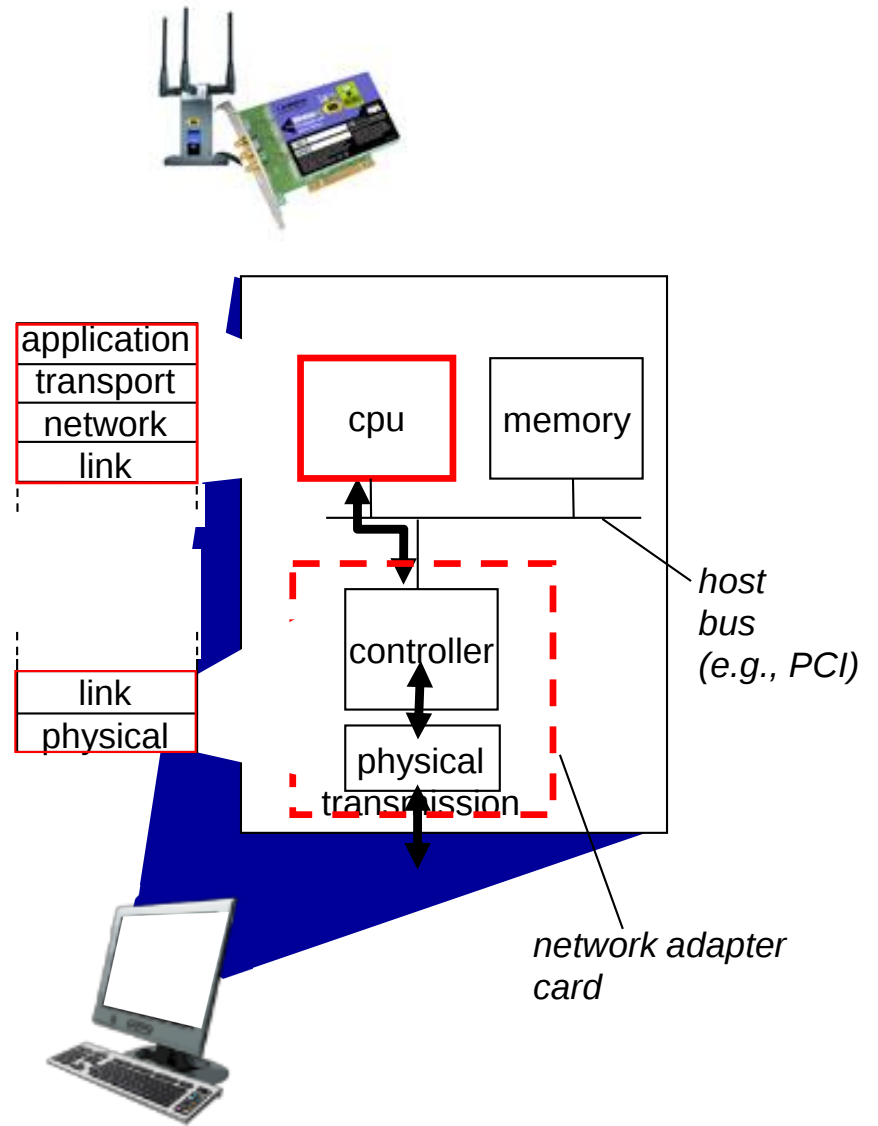 application
transport
network
link
link
physical
cpu
memory
controller
physical
transmission
host
bus
(e.g., PCI)
network adapter
card